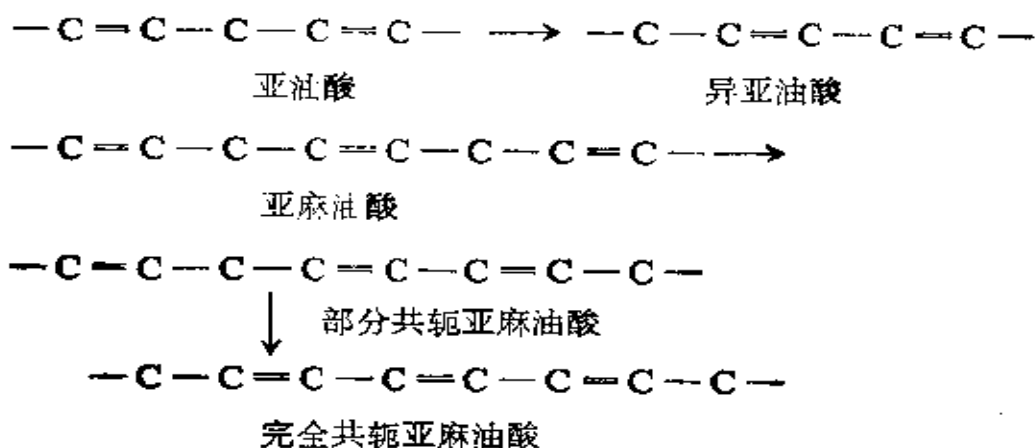 —C=C—C—C=C— ⟶ —C—C=C—C=C—
亚油酸 异亚油酸
—C=C—C—C=C—C—C=C— ⟶
亚麻油酸
—C=C—C—C=C—C=C—C—
↓ 部分共轭亚麻油酸
—C—C=C—C=C—C=C—C—
完全共轭亚麻油酸